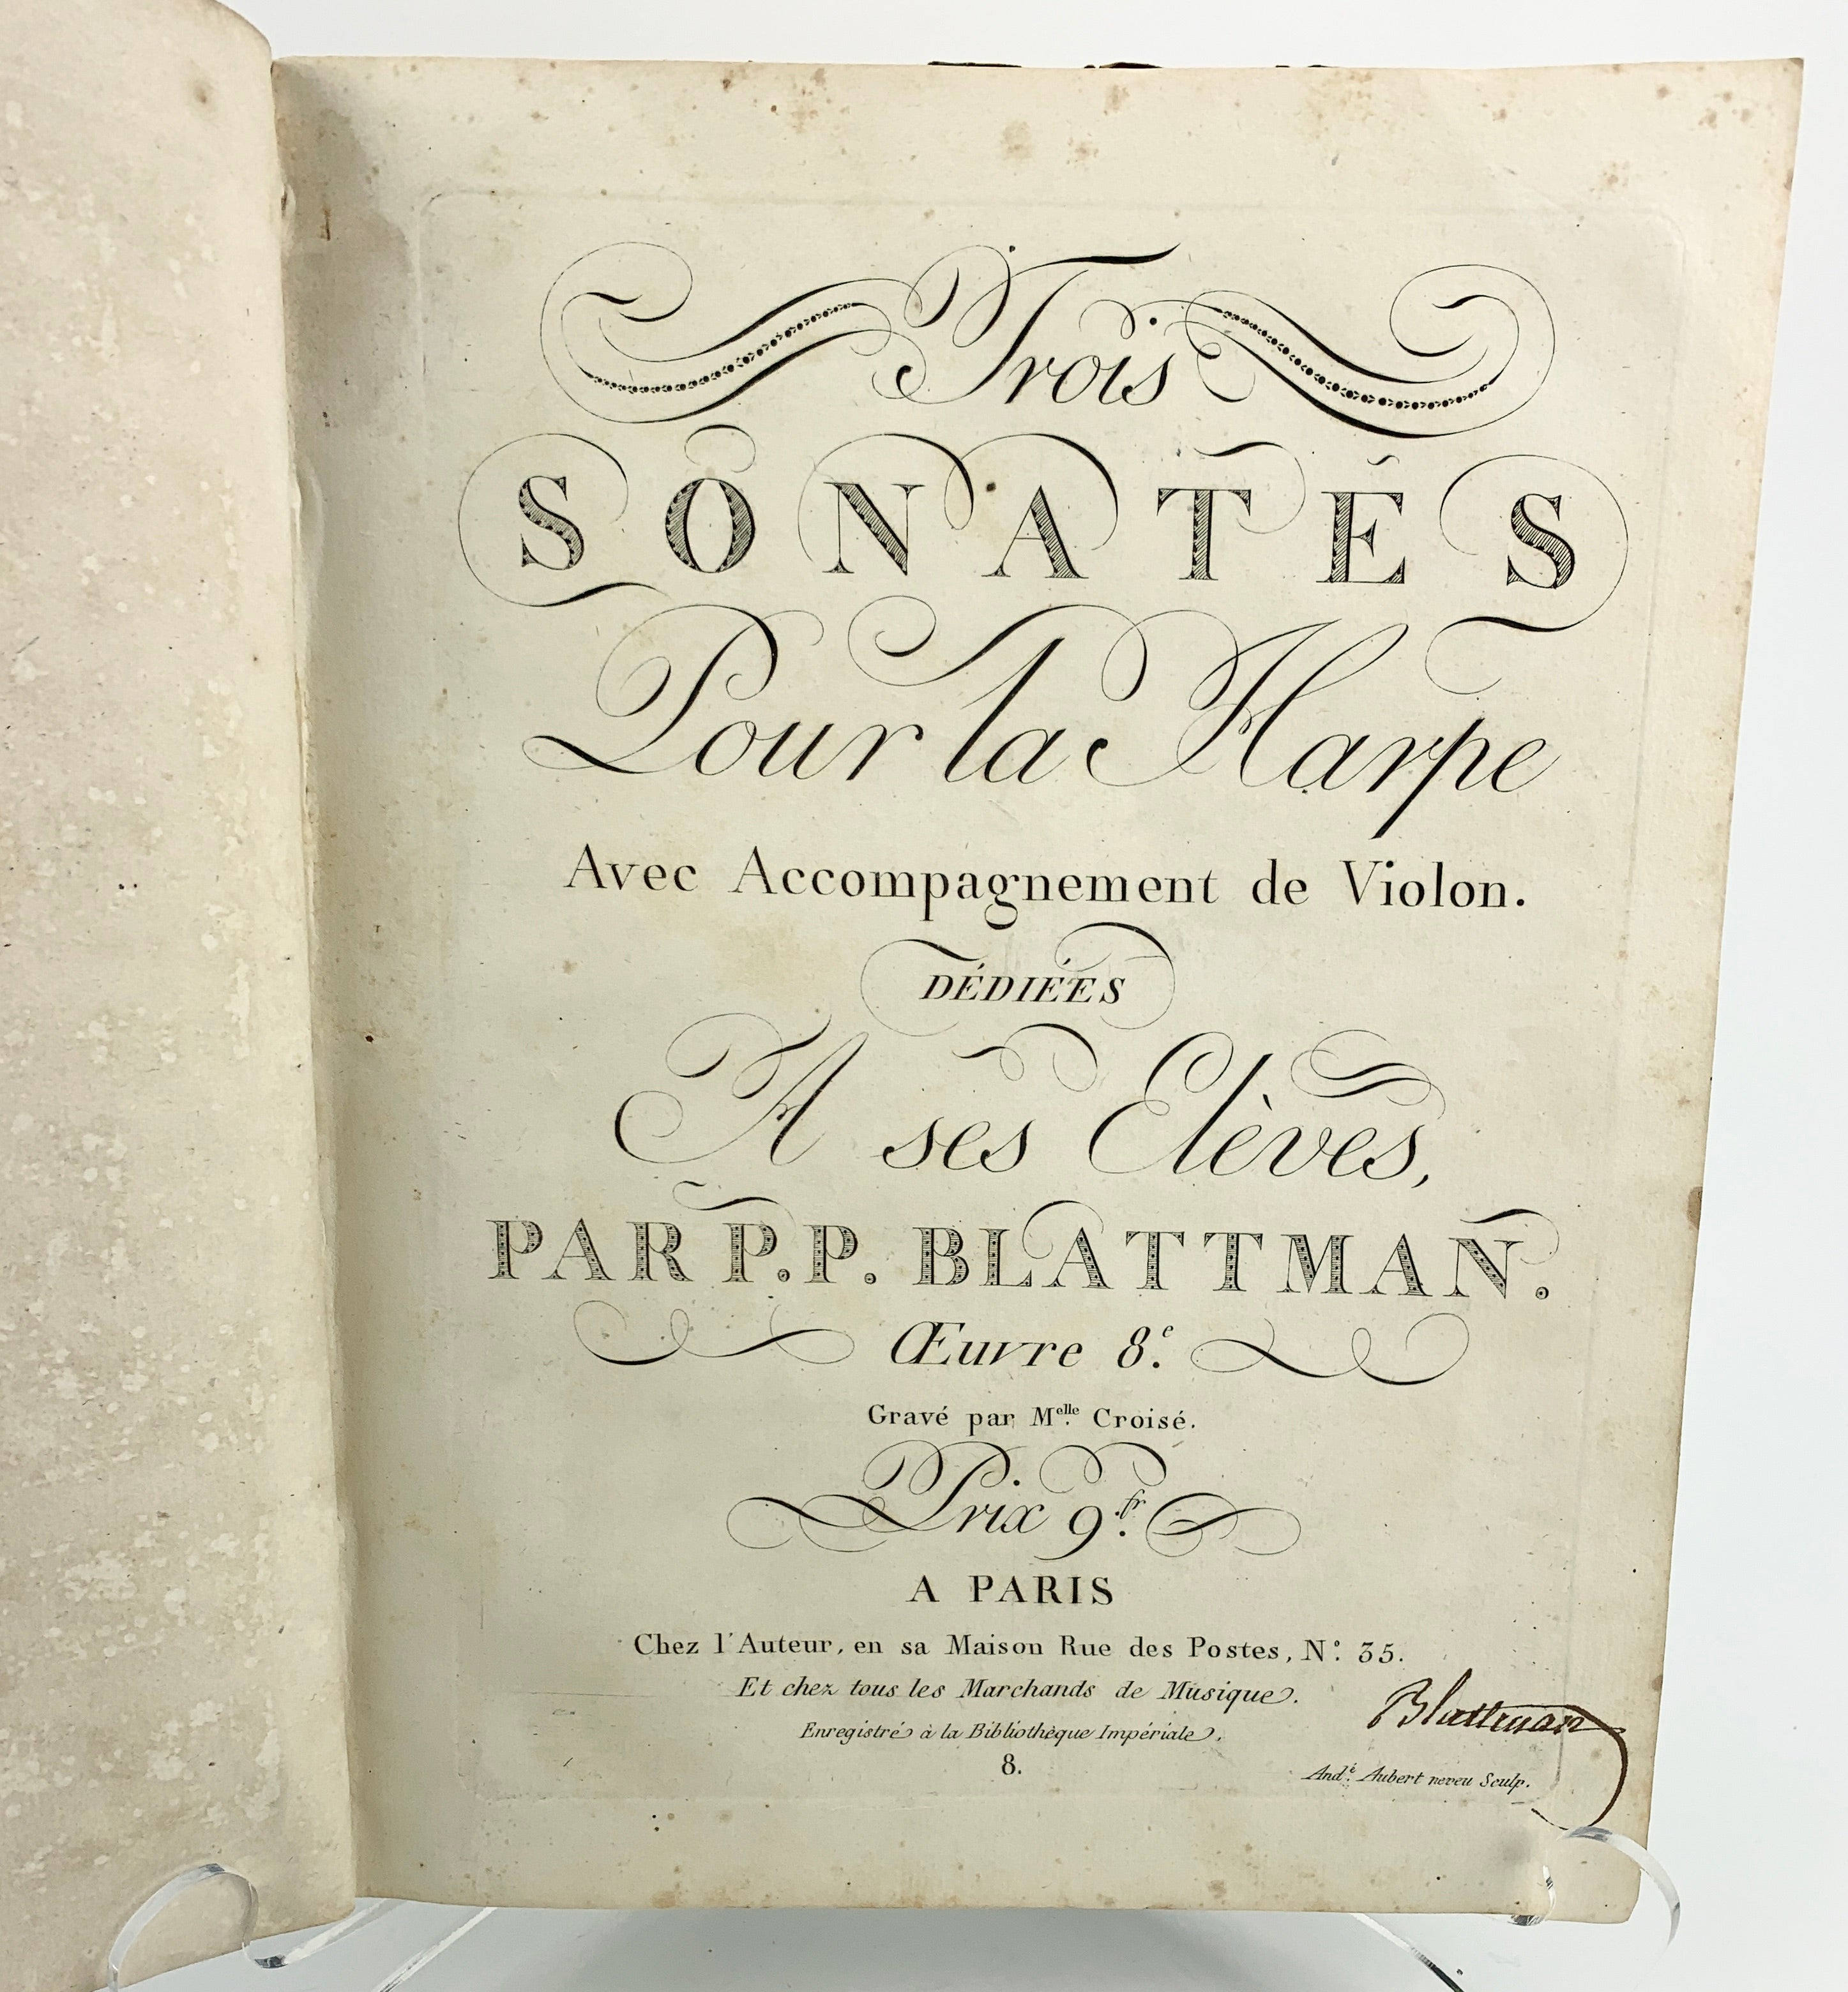 Trois
SONATES
Pour la Harpe
Avec Accompagnement de Violon.
DÉDIÉES
A ses Elèves,
PAR P.P. BLATTMAN.
Œuvre 8.e
Gravé par Melle. Croisé.
Prix 9.fr
A PARIS
Chez l'Auteur, en sa Maison Rue des Postes, No. 35.
Et chez tous les Marchands de Musique.
Enregistré à la Bibliothèque Impériale.
8.
Blattman
And.é Aubert neveu Sculp.